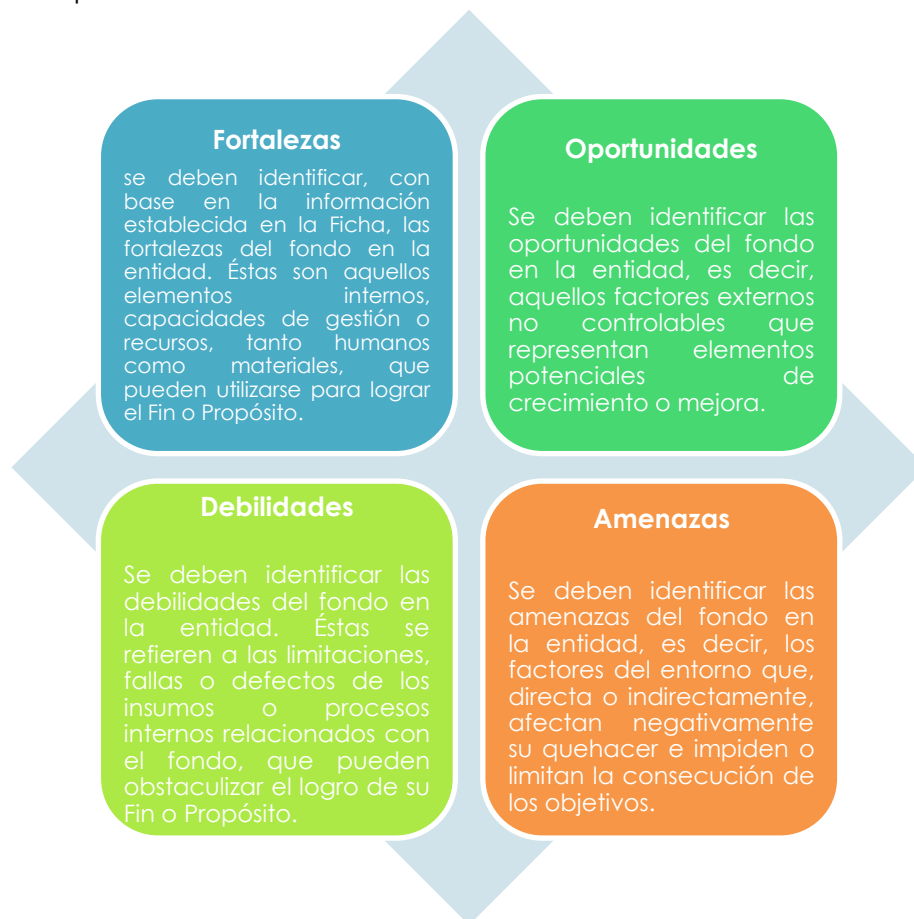 Fortalezas
se deben identificar, con
base en la información
establecida en la Ficha, las
fortalezas del fondo en la
entidad. Éstas son aquellos
elementos internos,
capacidades de gestión o
recursos, tanto humanos
como materiales, que
pueden utilizarse para lograr
el Fin o Propósito.
Oportunidades
Se deben identificar las
oportunidades del fondo
en la entidad, es decir,
aquellos factores externos
no controlables que
representan elementos
potenciales de
crecimiento o mejora.
Debilidades
Se deben identificar las
debilidades del fondo en
la entidad. Éstas se
refieren a las limitaciones,
fallas o defectos de los
insumos o procesos
internos relacionados con
el fondo, que pueden
obstaculizar el logro de su
Fin o Propósito.
Amenazas
Se deben identificar las
amenazas del fondo en
la entidad, es decir, los
factores del entorno que,
directa o indirectamente,
afectan negativamente
su quehacer e impiden o
limitan la consecución de
los objetivos.